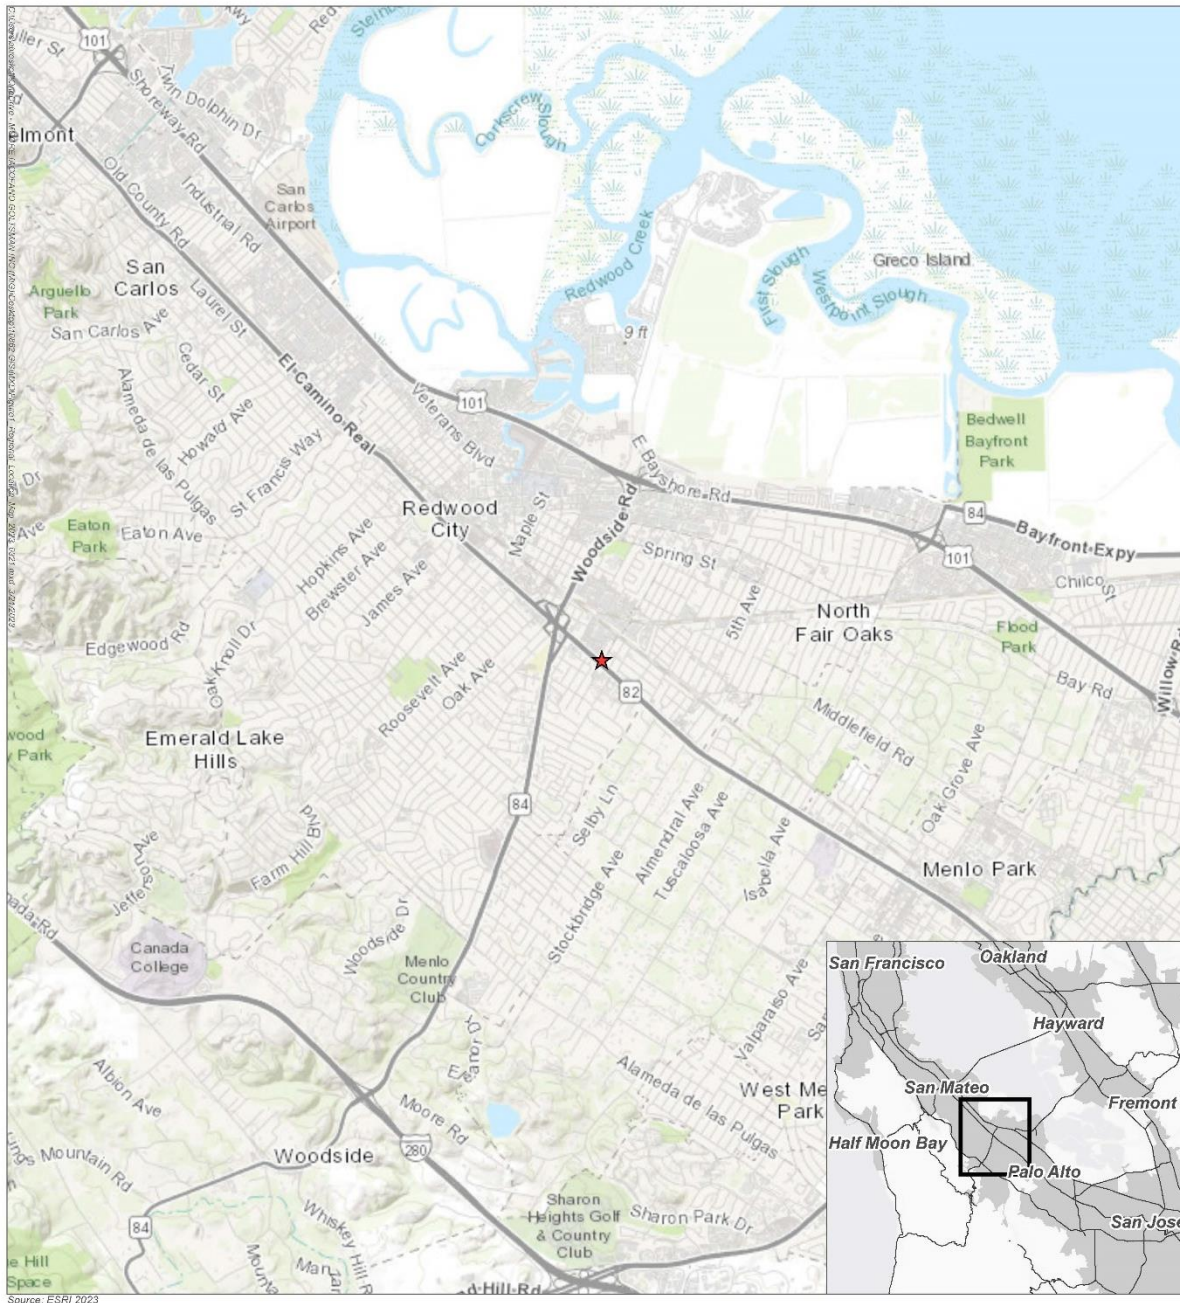 101
Twin Dolphin Dr
Shoreway Rd
elmont
Old County Rd
Industrial Rd
San
Carlos
Airport
Corkscrew
Slough
Redwood Creek
First Slough
Westpoint Slough
Greco Island
San
Carlos
Arguello
Park
San Carlos Ave
Laurel St
Cedar St
Howard Ave
Alameda de las Pulgas
St Francis Way
El Camino Real
9 ft
101
Veterans Blvd
E Bayshore Rd
Bedwell
Bayfront
Park
84
Bayfront Expy
101
Chilco St
Eaton
Park
Eaton Ave
Redwood
City
Maple St
Woodside Rd
Spring St
5th Ave
Hopkins Ave
Brewster Ave
James Ave
North
Fair Oaks
Flood
Park
Bay Rd
Willow Rd
Edgewood Rd
Oak Knoll Dr
Roosevelt Ave
Oak Ave
82
Middlefield Rd
Oak Grove Ave
Emerald Lake
Hills
84
Selby Ln
Almendral Ave
Tuscaloosa Ave
Isabella Ave
Menlo Park
Farm Hill Blvd
Jefferson Ave
Canada
College
Woodside Dr
Menlo
Country
Club
Stockbridge Ave
Valparaiso Ave
Albion Ave
Moore Rd
Alameda de las Pulgas
West Me
Park
280
Woodside
84
Whiskey Hill R
Sharon
Heights Golf
& Country
Club
Sharon Park Dr
d Hill Rd
e Hill
Space
San Francisco
Oakland
Hayward
San Mateo
Fremont
Half Moon Bay
Palo Alto
San Jose
Source: ESRI 2023